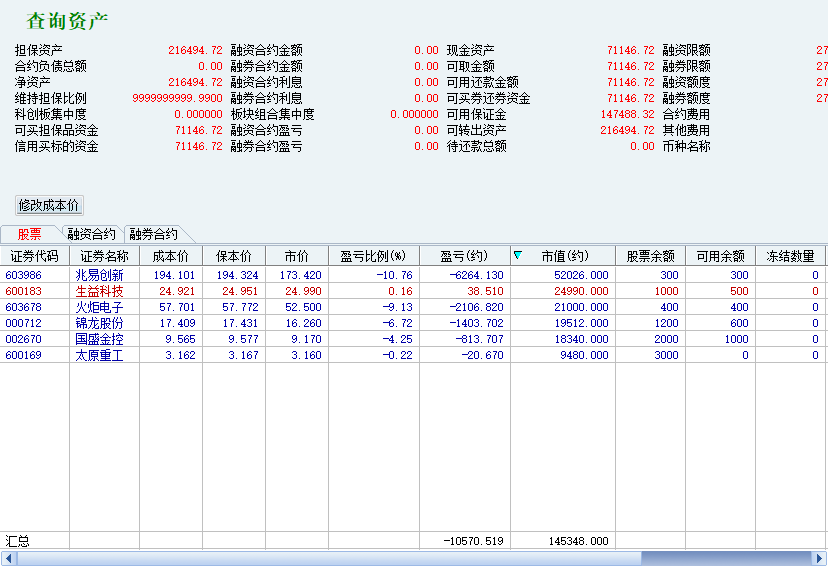 查询资产
担保资产 216494.72 融资合约金额 0.00 现金资产 71146.72 融资限额 27
合约负债总额 0.00 融券合约金额 0.00 可取金额 71146.72 融券限额 27
净资产 216494.72 融资合约利息 0.00 可用还款金额 71146.72 融资额度 27
维持担保比例 9999999999.9900 融券合约利息 0.00 可买券还券资金 71146.72 融券额度 27
科创板集中度 0.000000 板块组合集中度 0.000000 可用保证金 147488.32 合约费用
可买担保品资金 71146.72 融资合约盈亏 0.00 可转出资产 216494.72 其他费用
信用买标的资金 71146.72 融券合约盈亏 0.00 待还款总额 0.00 币种名称
修改成本价
股票 融资合约 融券合约
证券代码 证券名称 成本价 保本价 市价 盈亏比例(%) 盈亏(约) 市值(约) 股票余额 可用余额 冻结数量
603986 兆易创新 194.101 194.324 173.420 -10.76 -6264.130 52026.000 300 300 0
600183 生益科技 24.921 24.951 24.990 0.16 38.510 24990.000 1000 500 0
603678 火炬电子 57.701 57.772 52.500 -9.13 -2106.820 21000.000 400 400 0
000712 锦龙股份 17.409 17.431 16.260 -6.72 -1403.702 19512.000 1200 600 0
002670 国盛金控 9.565 9.577 9.170 -4.25 -813.707 18340.000 2000 1000 0
600169 太原重工 3.162 3.167 3.160 -0.22 -20.670 9480.000 3000 0 0
汇总 -10570.519 145348.000